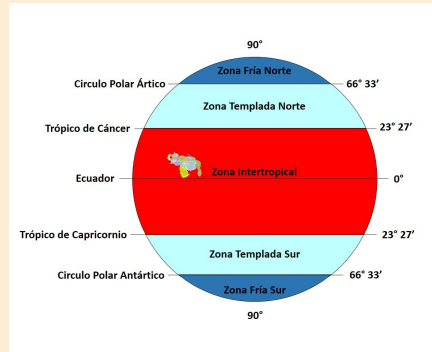 90°
Zona Fría Norte
Circulo Polar Ártico 66° 33'
Zona Templada Norte
Trópico de Cáncer 23° 27'
Zona Intertropical
Ecuador 0°
Trópico de Capricornio 23° 27'
Zona Templada Sur
Circulo Polar Antártico 66° 33'
Zona Fría Sur
90°